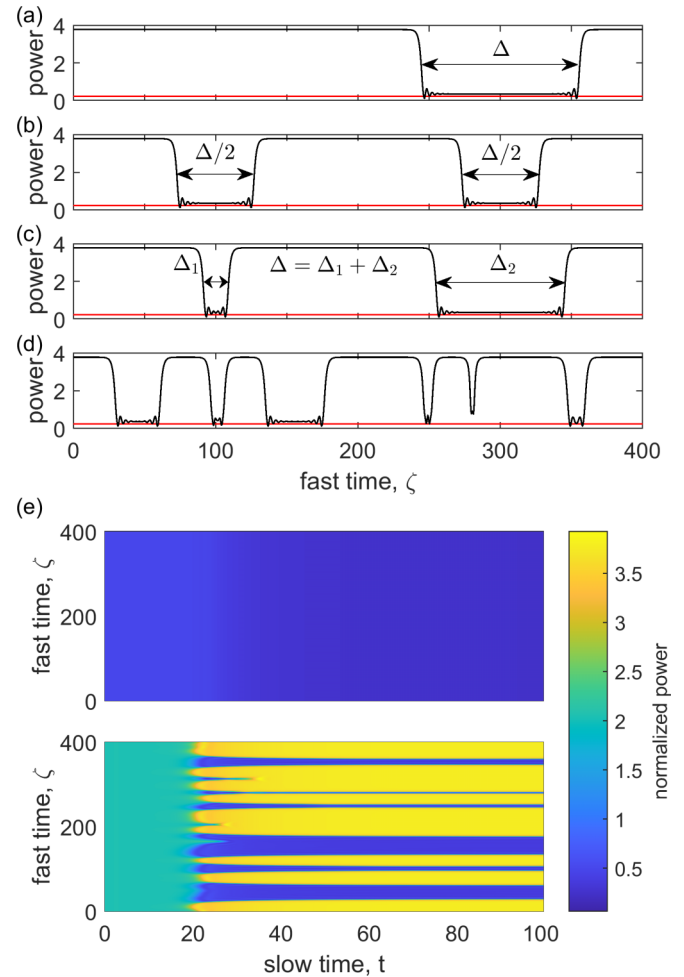 (a)
power
4
2
0
Δ
(b)
power
4
2
0
Δ/2
Δ/2
(c)
power
4
2
0
Δ₁
Δ = Δ₁ + Δ₂
Δ₂
(d)
power
4
2
0
0 100 200 300 400
fast time, ζ
(e)
fast time, ζ
400
200
0
fast time, ζ
400
200
0
0 20 40 60 80 100
slow time, t
3.5
3
2.5
2
1.5
1
0.5
normalized power